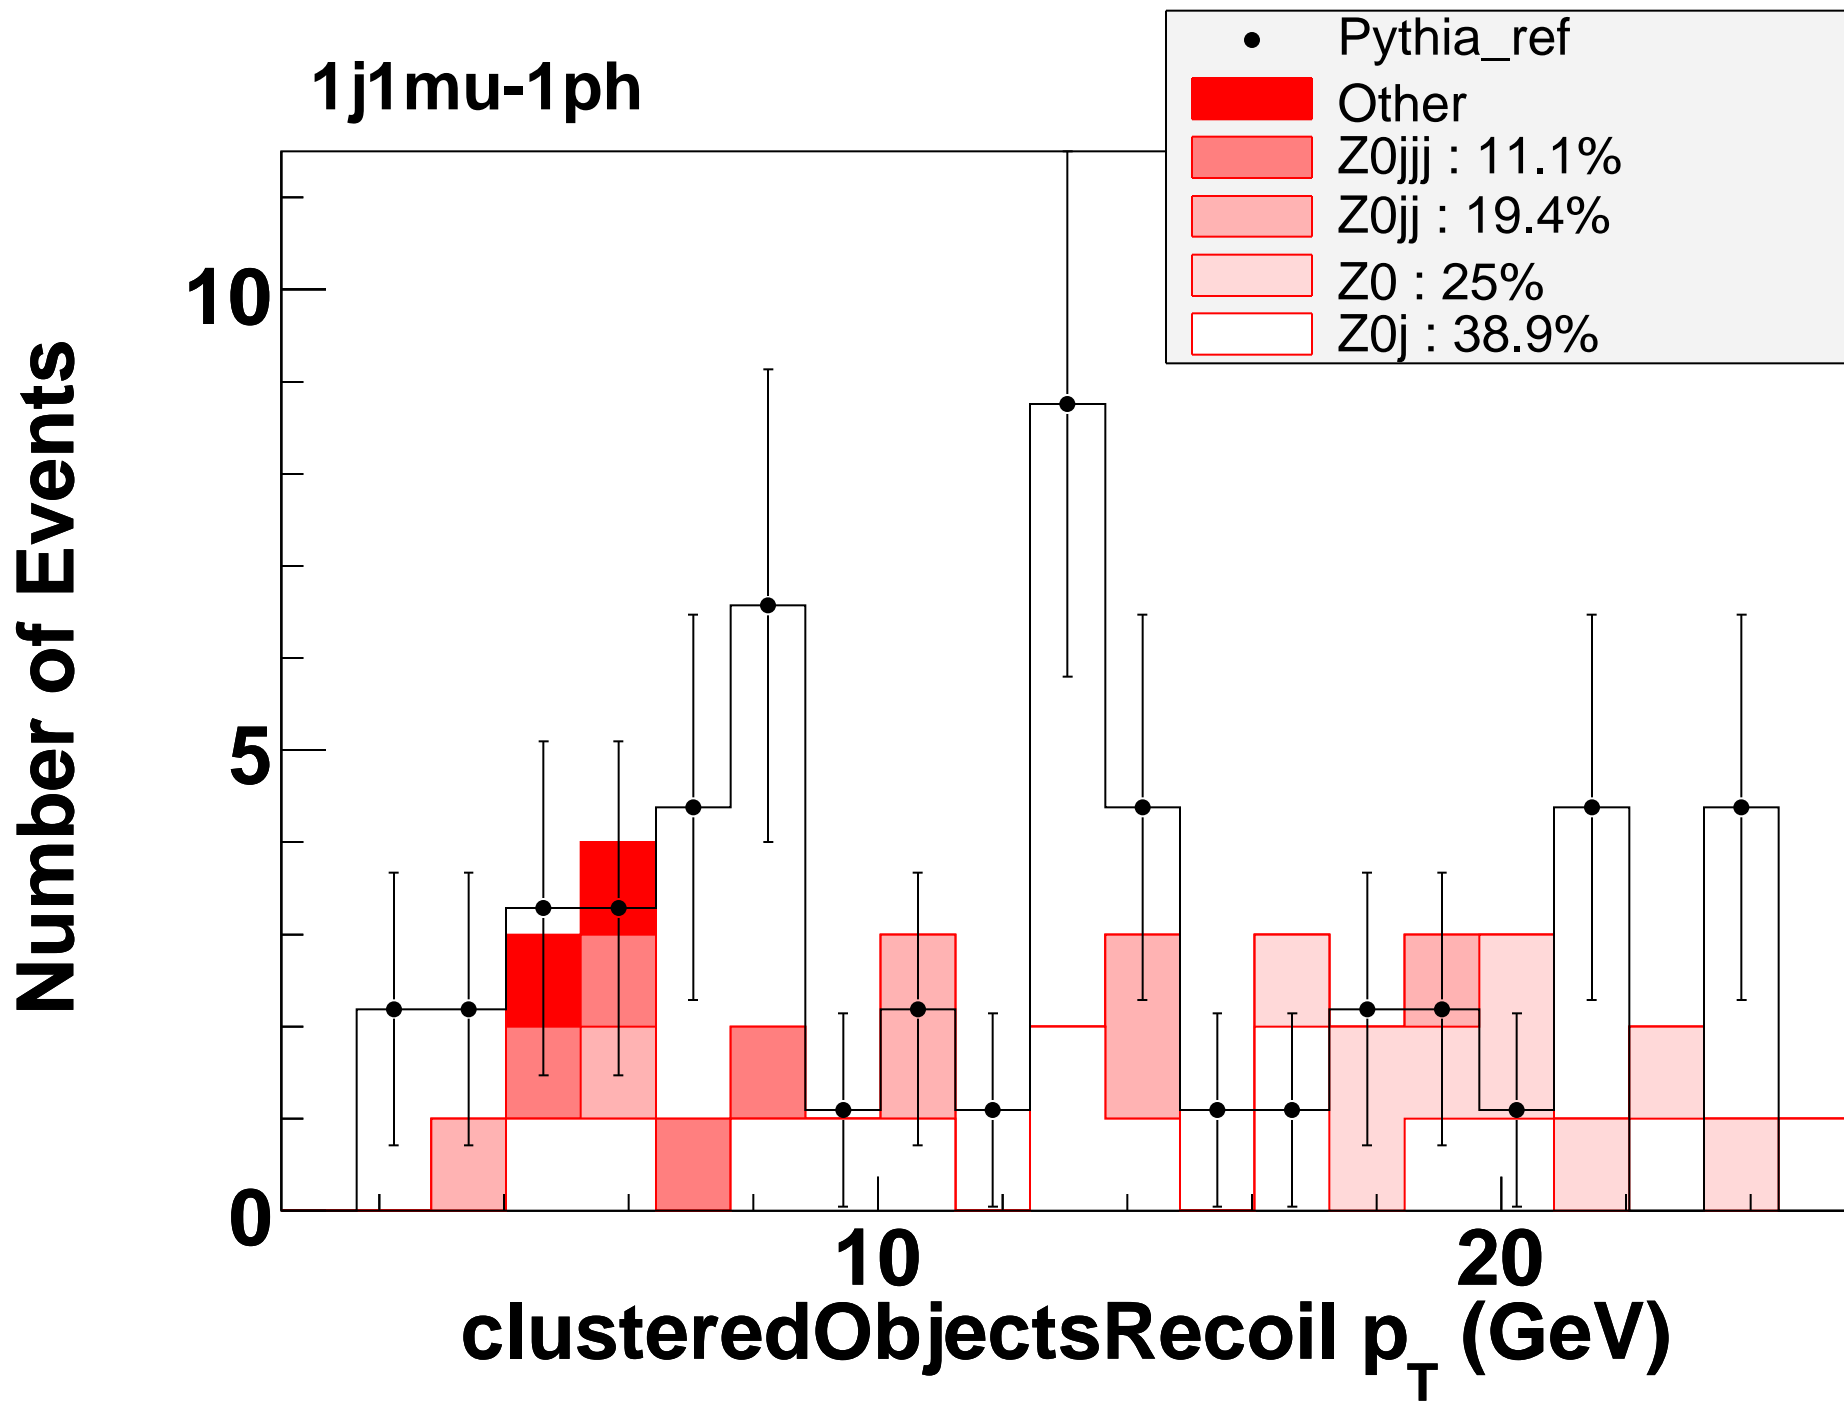 1j1mu-1ph
Pythia_ref
Other
Z0jjj : 11.1%
Z0jj : 19.4%
Z0 : 25%
Z0j : 38.9%
Number of Events
10
5
0
10
20
clusteredObjectsRecoil p_T (GeV)